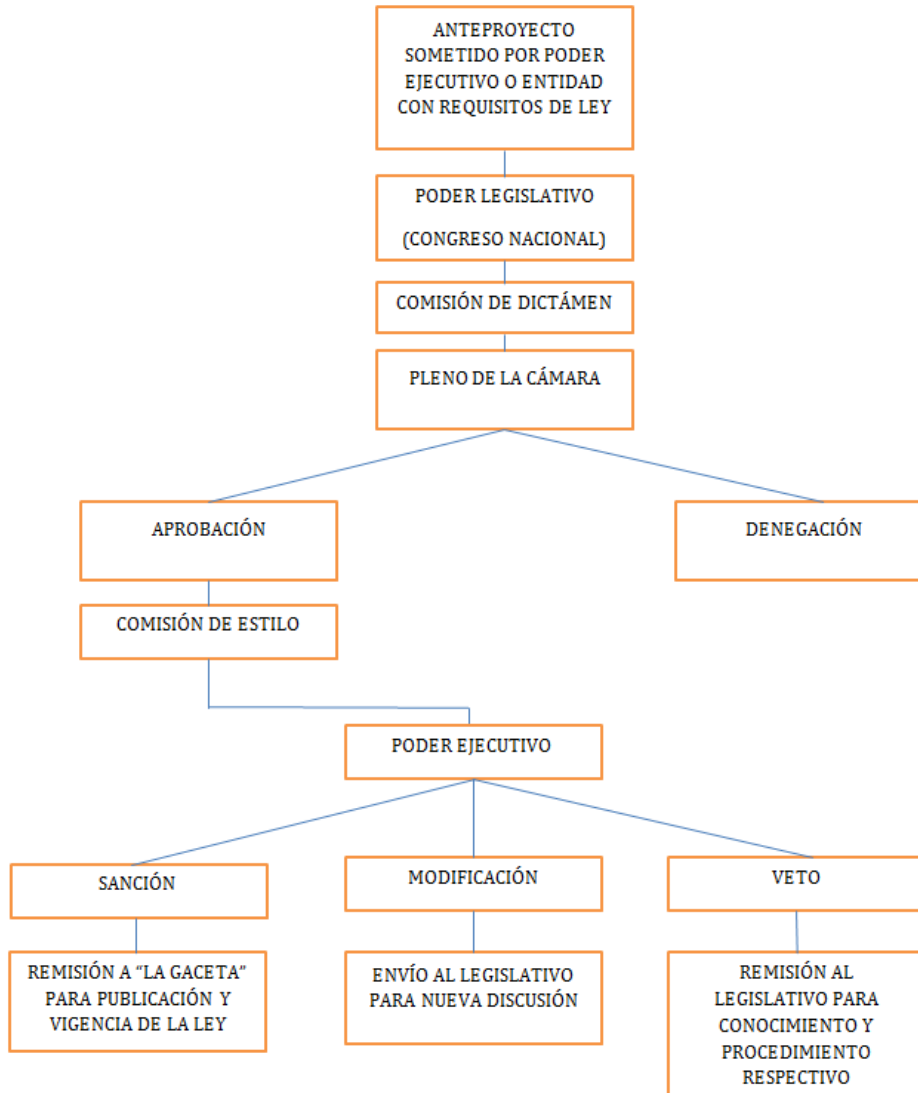 ANTEPROYECTO
SOMETIDO POR PODER
EJECUTIVO O ENTIDAD
CON REQUISITOS DE LEY
PODER LEGISLATIVO
(CONGRESO NACIONAL)
COMISIÓN DE DICTÁMEN
PLENO DE LA CÁMARA
APROBACIÓN
DENEGACIÓN
COMISIÓN DE ESTILO
PODER EJECUTIVO
SANCIÓN
MODIFICACIÓN
VETO
REMISIÓN A “LA GACETA”
PARA PUBLICACIÓN Y
VIGENCIA DE LA LEY
ENVÍO AL LEGISLATIVO
PARA NUEVA DISCUSIÓN
REMISIÓN AL
LEGISLATIVO PARA
CONOCIMIENTO Y
PROCEDIMIENTO
RESPECTIVO